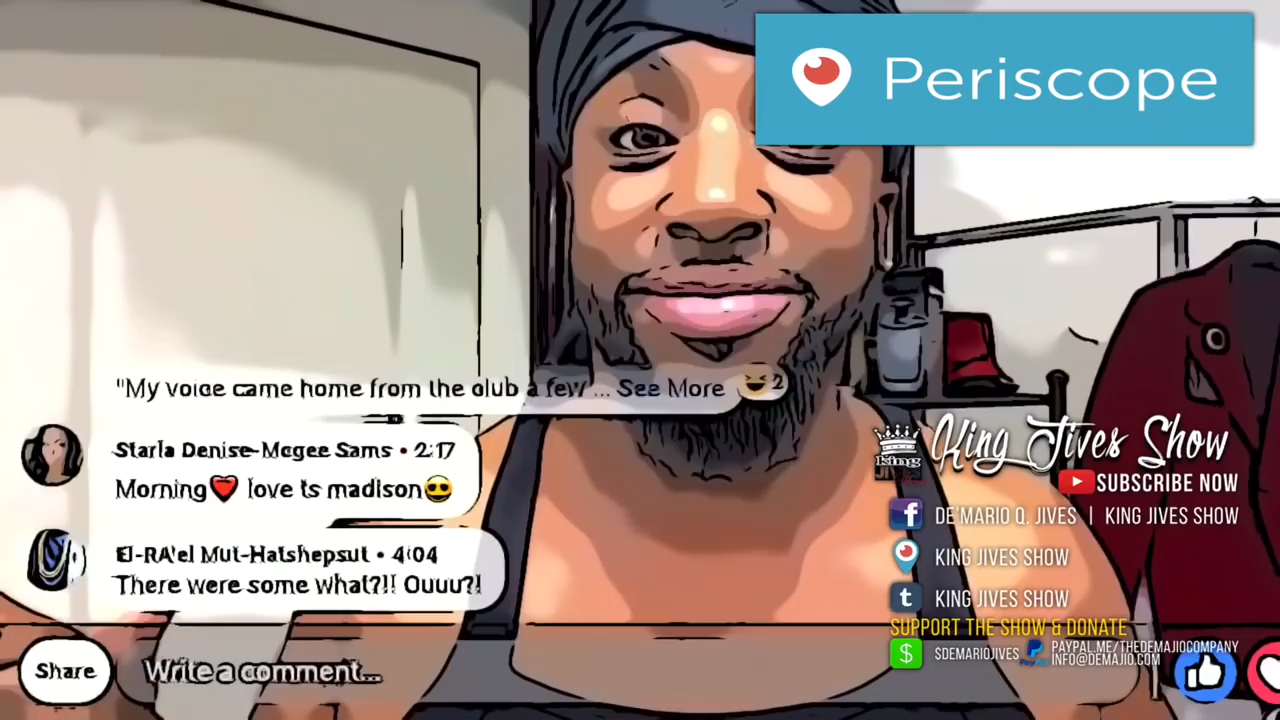 Periscope
"My voice came home from the club a few ... See More 2
Starla Denise Mcgee Sams • 2:17
Morning❤️ love ts madison😎
El-RA'el Mut-Hatshepsut • 4:04
There were some what?!! Ouuu?!
Share
Write a comment...
king
King Jives Show
SUBSCRIBE NOW
f DE'MARIO Q. JIVES | KING JIVES SHOW
KING JIVES SHOW
t KING JIVES SHOW
SUPPORT THE SHOW & DONATE
$ $DEMARIOJIVES
PayPal PAYPAL.ME/THEDEMAJIOCOMPANY
INFO@DEMAJIO.COM